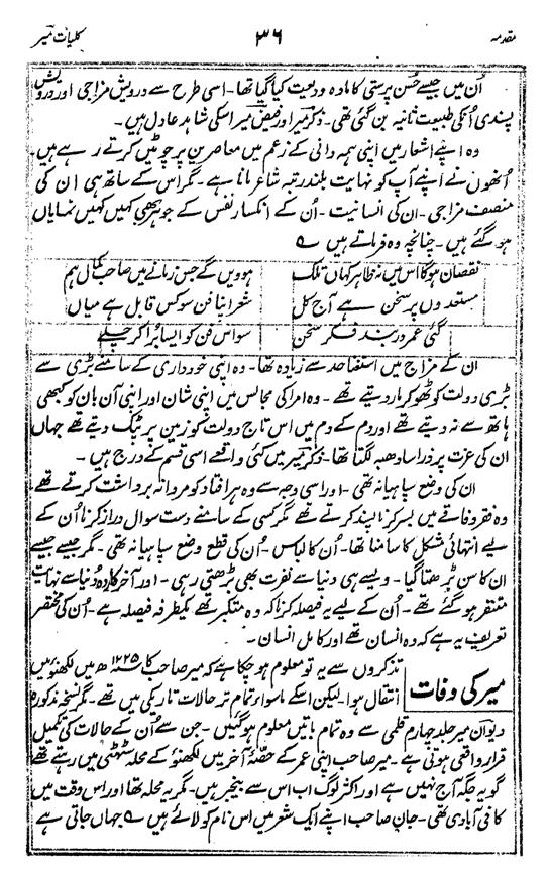 مقدمہ ۳۶ کلیات میر
اُن میں جیسے حُسن پرستی کا مادہ ودیعت کیا گیا تھا۔ اسی طرح سے درویش مزاجی اور درویش
پسندی اُنکی طبیعت ثانیہ بن گئی تھی۔ ذکر میر اور فیض میر اسکی شاہد عادل ہیں۔
وہ اپنے اشعار میں اپنی ہمہ دانی کے زعم میں معاصرین پر چوٹیں کرتے رہے ہیں۔
اُنھوں نے اپنے آپ کو نہایت بلند رتبہ شاعر مانا ہے۔ مگر اس کے ساتھ ہی ان کی
منصف مزاجی۔ ان کی انسانیت۔ اُن کے انکسار نفس کے جوہر بھی کہیں کہیں نمایاں
ہو گئے ہیں۔ چنانچہ وہ فرماتے ہیں ؎
نقصان ہوگا اس میں نہ ظاہر کہاں تلک ہوویں گے جس زمانے میں صاحب کمال ہم
مستعدوں پر سخن ہے آج کل شعر اپنا فن سو کس قابل ہے میاں
گئی عمر در بند فکر سخن سو اس فن کو ایسا بڑا کر چلے
ان کے مزاج میں استغنا حد سے زیادہ تھا۔ وہ اپنی خودداری کے سامنے بڑی سے
بڑی دولت کو ٹھوکر مار دیتے تھے۔ وہ امرا کی مجالس میں اپنی شان اور اپنی آن بان کو کبھی
ہاتھ سے نہ دیتے تھے اور دم کے دم میں اس تاج دولت کو زمین پر پٹک دیتے تھے جہاں
ان کی عزت پر ذرا سا دھبہ لگتا تھا۔ ذکر میر میں کئی واقعے اسی قسم کے درج ہیں۔
ان کی وضع سپاہیانہ تھی۔ اور اسی وجہ سے وہ ہر افتاد کو مردانہ برداشت کرتے تھے
وہ فقر و فاقے میں بسر کرنا پسند کرتے تھے مگر کسی کے سامنے دست سوال دراز کرنا اُن کے
لیے انتہائی مشکل کا سامنا تھا۔ اُن کا لباس۔ اُن کی قطع وضع سپاہیانہ تھی۔ مگر جیسے جیسے
ان کا سن بڑھتا گیا۔ ویسے ہی دنیا سے نفرت بھی بڑھتی رہی۔ اور آخر کار وہ دُنیا سے نہایت
متنفر ہو گئے تھے۔ اُن کے لیے یہ فیصلہ کرنا کہ وہ متکبر تھے یکطرفہ فیصلہ ہے۔ اُن کی مختصر
تعریف یہ ہے کہ وہ انسان تھے اور کامل انسان۔
میر کی وفات
تذکروں سے یہ تو معلوم ہو چکا ہے کہ میر صاحب کا ۱۲۲۵ھ میں لکھنؤ میں
انتقال ہوا۔ لیکن اسکے ماسوا تمام تر حالات تاریکی میں تھے۔ مگر نسخہ مذکورہ
دیوان میر جلد چہارم قلمی سے وہ تمام باتیں معلوم ہو گئیں۔ جن سے اُن کے حالات کی تکمیل
قرار واقعی ہوتی ہے۔ میر صاحب اپنی عمر کے حصّۂ آخر میں لکھنؤ کے محلہ سٹہٹی میں رہتے تھے
گو یہ جگہ آج نہیں ہے اور اکثر لوگ اب اس سے بیخبر ہیں۔ مگر یہ محلہ تھا اور اس وقت میں
کافی آبادی تھی۔ جان صاحب اپنے ایک شعر میں اس نام کو لائے ہیں ؎ جہاں جاتی ہے